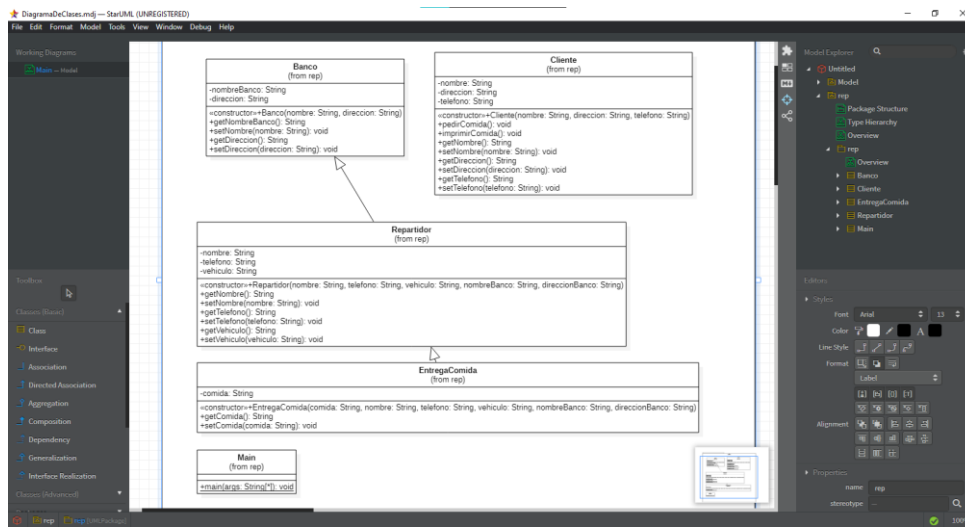 DiagramaDeClases.mdj — StarUML (UNREGISTERED)
File Edit Format Model Tools View Window Debug Help
Working Diagrams
Main — Model
Banco
(from rep)
-nombreBanco: String
-direccion: String
«constructor»+Banco(nombre: String, direccion: String)
+getNombreBanco(): String
+setNombre(nombre: String): void
+getDireccion(): String
+setDireccion(direccion: String): void
Cliente
(from rep)
-nombre: String
-direccion: String
-telefono: String
«constructor»+Cliente(nombre: String, direccion: String, telefono: String)
+pedirComida(): void
+imprimirComida(): void
+getNombre(): String
+setNombre(nombre: String): void
+getDireccion(): String
+setDireccion(direccion: String): void
+getTelefono(): String
+setTelefono(telefono: String): void
Repartidor
(from rep)
-nombre: String
-telefono: String
-vehiculo: String
«constructor»+Repartidor(nombre: String, telefono: String, vehiculo: String, nombreBanco: String, direccionBanco: String)
+getNombre(): String
+setNombre(nombre: String): void
+getTelefono(): String
+setTelefono(telefono: String): void
+getVehiculo(): String
+setVehiculo(vehiculo: String): void
EntregaComida
(from rep)
-comida: String
«constructor»+EntregaComida(comida: String, nombre: String, telefono: String, vehiculo: String, nombreBanco: String, direccionBanco: String)
+getComida(): String
+setComida(comida: String): void
Main
(from rep)
+main(args: String[*]): void
Toolbox
Classes (Basic)
Class
Interface
Association
Directed Association
Aggregation
Composition
Dependency
Generalization
Interface Realization
Classes (Advanced)
Model Explorer
Untitled
Model
rep
Package Structure
Type Hierarchy
Overview
rep
Overview
Banco
Cliente
EntregaComida
Repartidor
Main
Editors
Styles
Font Arial 13
Color A
Line Style
Format
Label
Alignment
Properties
name rep
stereotype —
rep rep [UMLPackage]